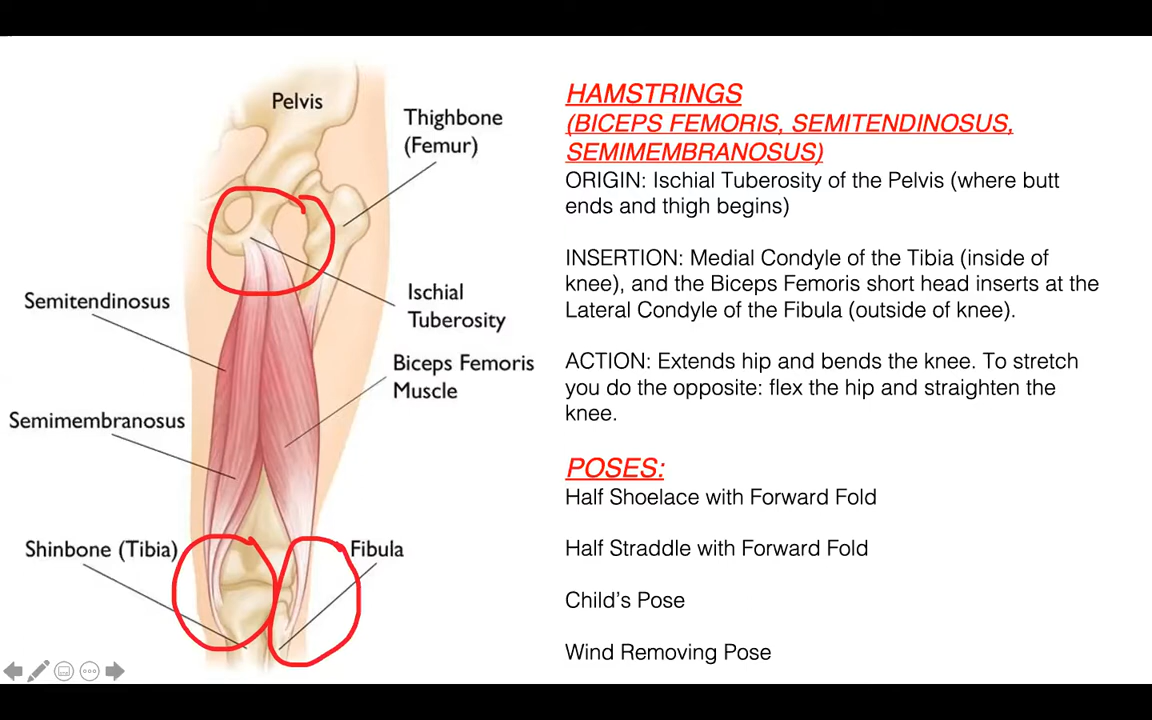 Pelvis
Thighbone
(Femur)
Semitendinosus
Ischial
Tuberosity
Biceps Femoris
Muscle
Semimembranosus
Shinbone (Tibia)
Fibula
HAMSTRINGS
(BICEPS FEMORIS, SEMITENDINOSUS,
SEMIMEMBRANOSUS)
ORIGIN: Ischial Tuberosity of the Pelvis (where butt
ends and thigh begins)
INSERTION: Medial Condyle of the Tibia (inside of
knee), and the Biceps Femoris short head inserts at the
Lateral Condyle of the Fibula (outside of knee).
ACTION: Extends hip and bends the knee. To stretch
you do the opposite: flex the hip and straighten the
knee.
POSES:
Half Shoelace with Forward Fold
Half Straddle with Forward Fold
Child’s Pose
Wind Removing Pose